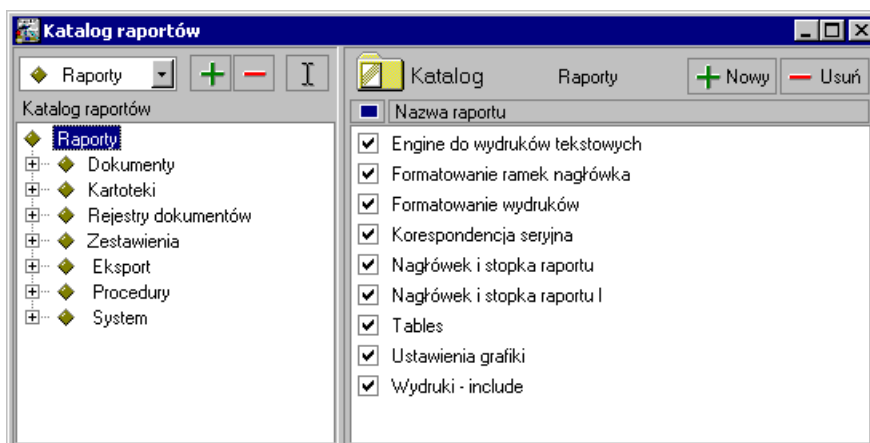 Katalog raportów
Raporty
Katalog Raporty Nowy Usuń
Katalog raportów
Nazwa raportu
Raporty
Dokumenty
Kartoteki
Rejestry dokumentów
Zestawienia
Eksport
Procedury
System
Engine do wydruków tekstowych
Formatowanie ramek nagłówka
Formatowanie wydruków
Korespondencja seryjna
Nagłówek i stopka raportu
Nagłówek i stopka raportu I
Tables
Ustawienia grafiki
Wydruki - include